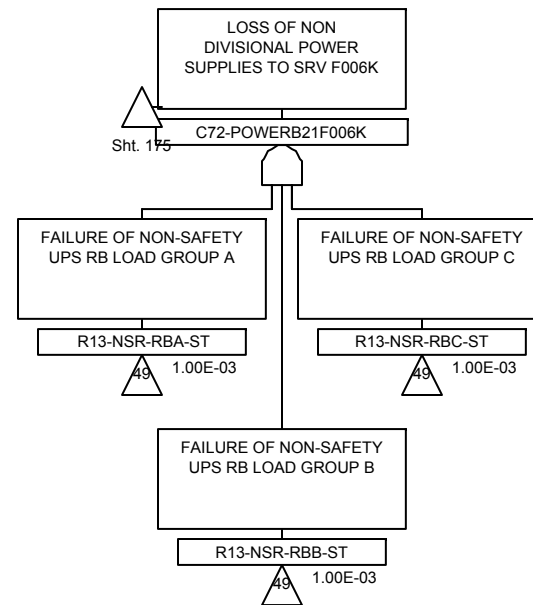 LOSS OF NON
DIVISIONAL POWER
SUPPLIES TO SRV F006K
C72-POWERB21F006K
Sht. 175
FAILURE OF NON-SAFETY
UPS RB LOAD GROUP A
R13-NSR-RBA-ST
49
1.00E-03
FAILURE OF NON-SAFETY
UPS RB LOAD GROUP C
R13-NSR-RBC-ST
49
1.00E-03
FAILURE OF NON-SAFETY
UPS RB LOAD GROUP B
R13-NSR-RBB-ST
49
1.00E-03